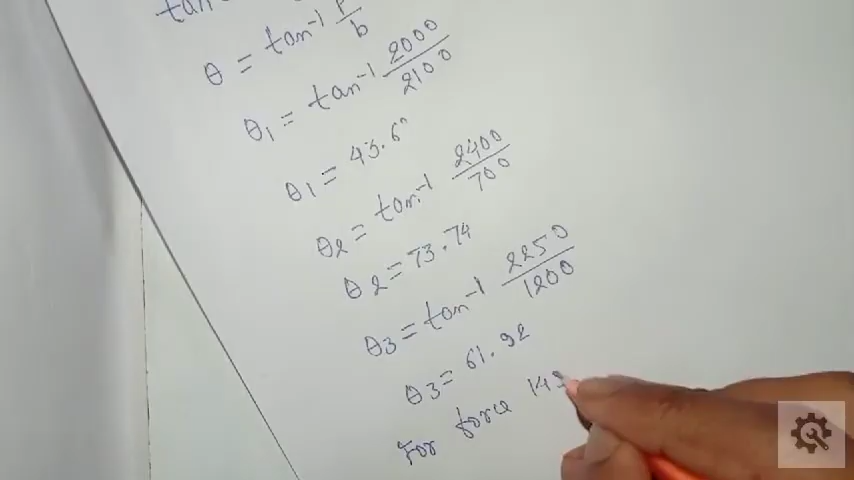 tan
θ = tan⁻¹ P/b
θ1 = tan⁻¹ 2000/2100
θ1 = 43.6°
θ2 = tan⁻¹ 2400/700
θ2 = 73.74
θ3 = tan⁻¹ 2250/1200
θ3 = 61.92
For force